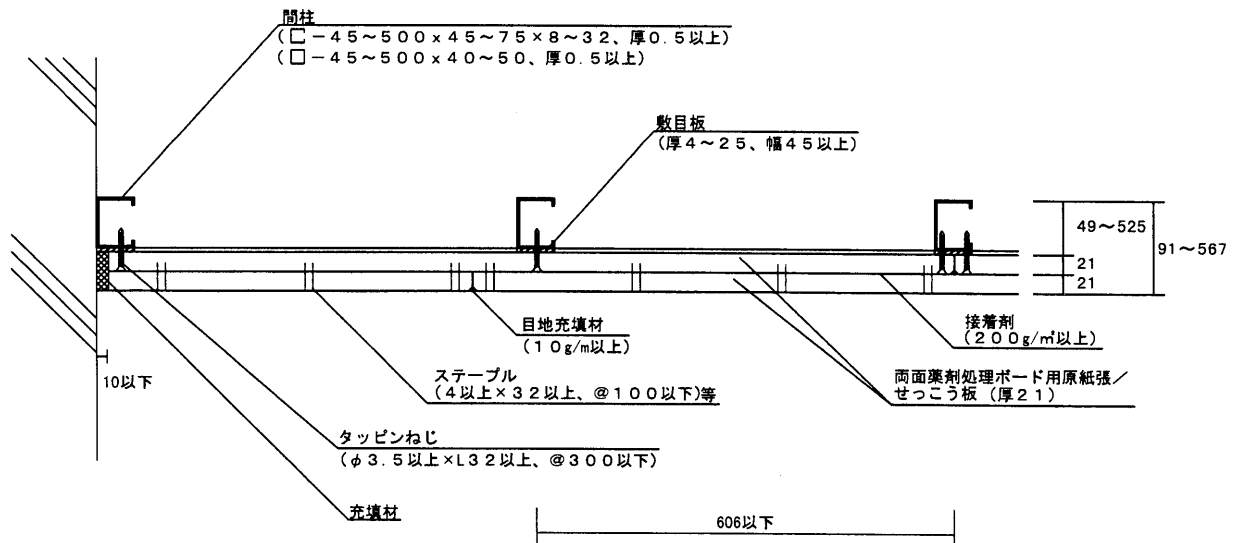 間柱
(□－４５～５００ｘ４５～７５×８～３２、厚０.５以上)
(□－４５～５００ｘ４０～５０、厚０.５以上)
敷目板
(厚４～２５、幅４５以上)
49～525
91～567
21
21
目地充填材
(１０g/m以上)
接着剤
(２００g/㎡以上)
10以下
ステープル
(４以上×３２以上、＠１００以下)等
両面薬剤処理ボード用原紙張／
せっこう板（厚２１）
タッピンねじ
(φ３.５以上×L３２以上、＠３００以下)
充填材
606以下